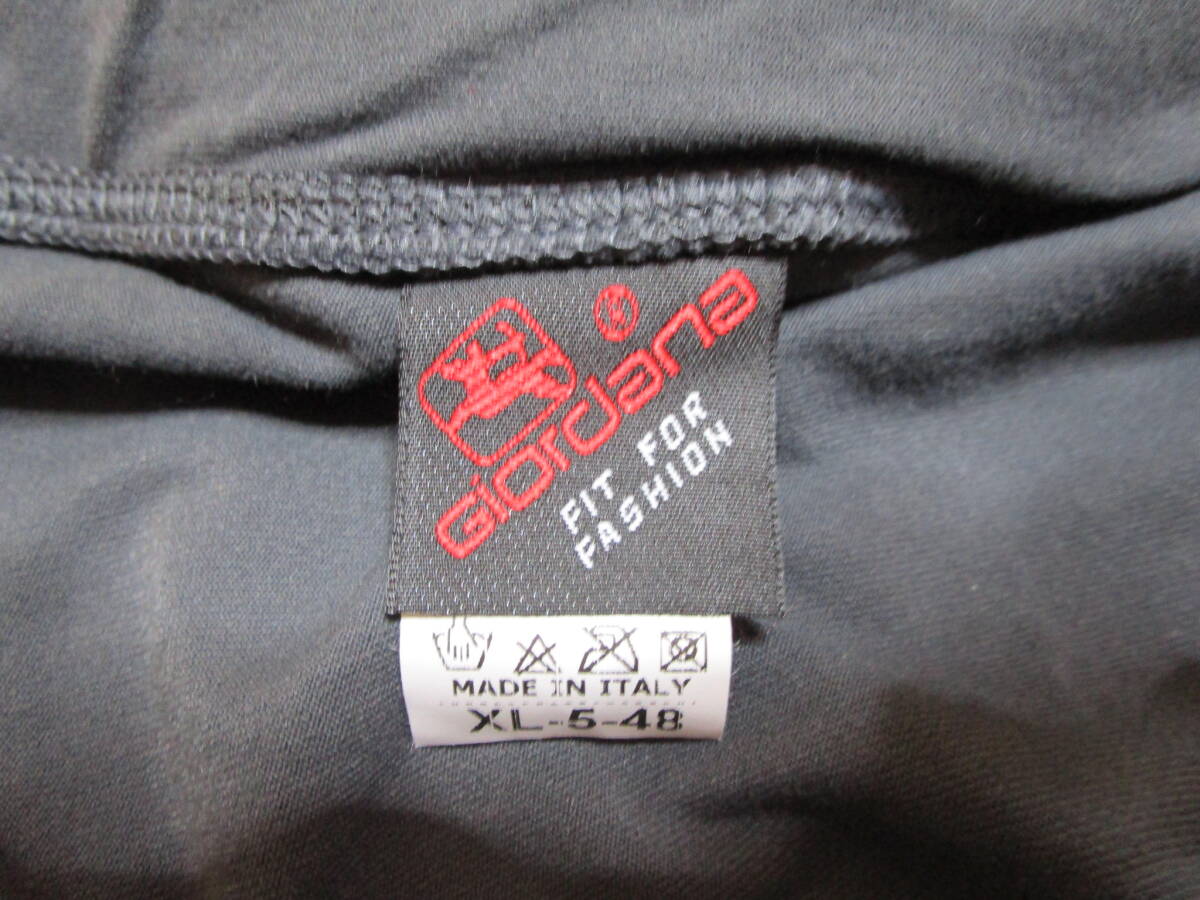 ®
GiOrdana
FIT FOR
FASHION
MADE IN ITALY
XL-5-48